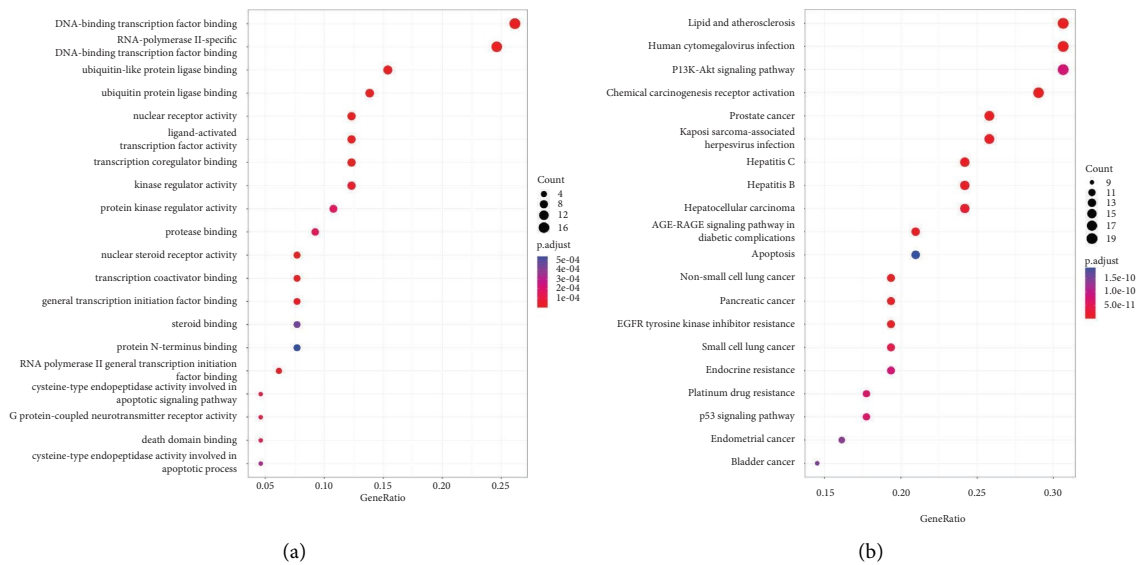 DNA-binding transcription factor binding
RNA-polymerase II-specific
DNA-binding transcription factor binding
ubiquitin-like protein ligase binding
ubiquitin protein ligase binding
nuclear receptor activity
ligand-activated
transcription factor activity
transcription coregulator binding
kinase regulator activity
protein kinase regulator activity
protease binding
nuclear steroid receptor activity
transcription coactivator binding
general transcription initiation factor binding
steroid binding
protein N-terminus binding
RNA polymerase II general transcription initiation
factor binding
cysteine-type endopeptidase activity involved in
apoptotic signaling pathway
G protein-coupled neurotransmitter receptor activity
death domain binding
cysteine-type endopeptidase activity involved in
apoptotic process
0.05 0.10 0.15 0.20 0.25
GeneRatio
Count
4
8
12
16
p.adjust
5e-04
4e-04
3e-04
2e-04
1e-04
(a)
Lipid and atherosclerosis
Human cytomegalovirus infection
P13K-Akt signaling pathway
Chemical carcinogenesis receptor activation
Prostate cancer
Kaposi sarcoma-associated
herpesvirus infection
Hepatitis C
Hepatitis B
Hepatocellular carcinoma
AGE-RAGE signaling pathway in
diabetic complications
Apoptosis
Non-small cell lung cancer
Pancreatic cancer
EGFR tyrosine kinase inhibitor resistance
Small cell lung cancer
Endocrine resistance
Platinum drug resistance
p53 signaling pathway
Endometrial cancer
Bladder cancer
0.15 0.20 0.25 0.30
GeneRatio
Count
9
11
13
15
17
19
p.adjust
1.5e-10
1.0e-10
5.0e-11
(b)